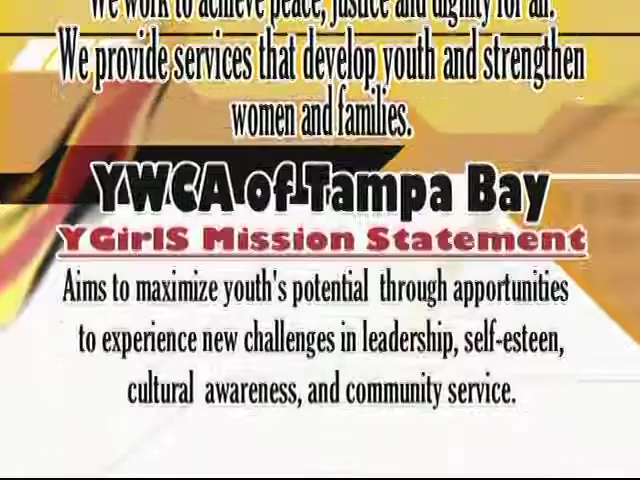 We work to achieve peace, justice and dignity for all.
We provide services that develop youth and strengthen
women and families.
YWCA of Tampa Bay
YGirlS Mission Statement
Aims to maximize youth's potential through apportunities
to experience new challenges in leadership, self-esteen,
cultural awareness, and community service.